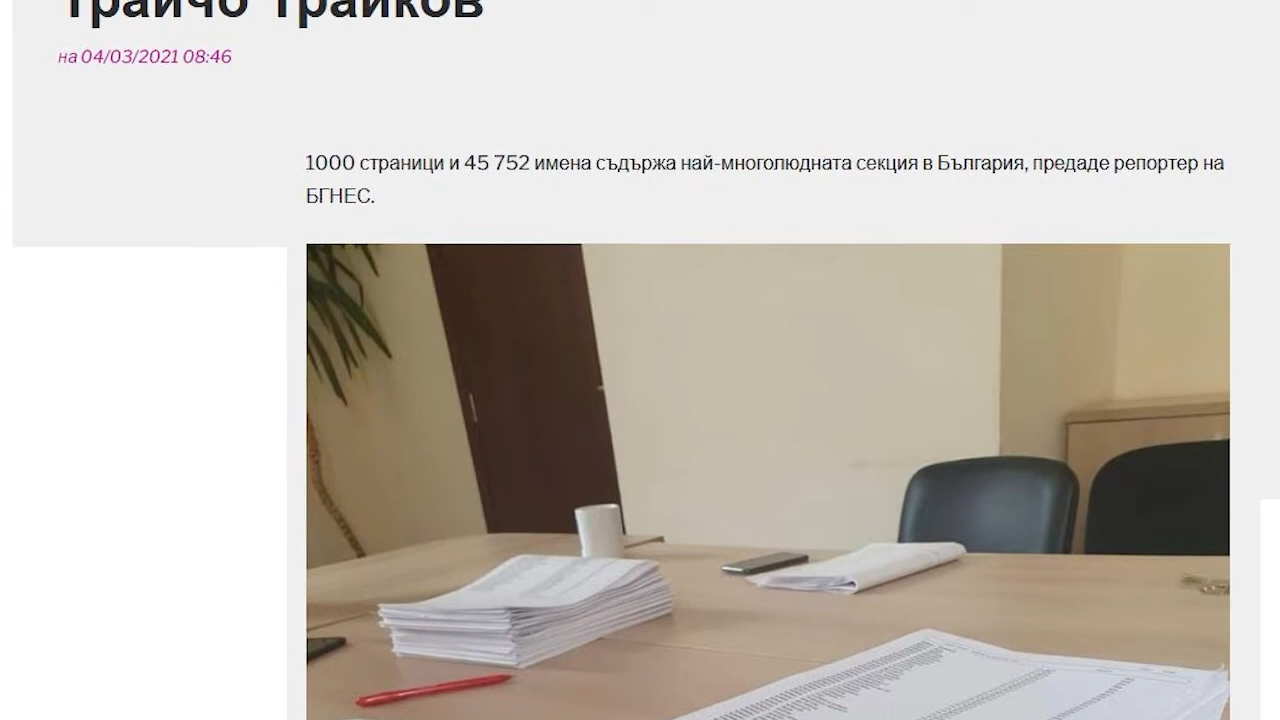 Трайчо Трайков
на 04/03/2021 08:46
1000 страници и 45 752 имена съдържа най-многолюдната секция в България, предаде репортер на
БГНЕС.